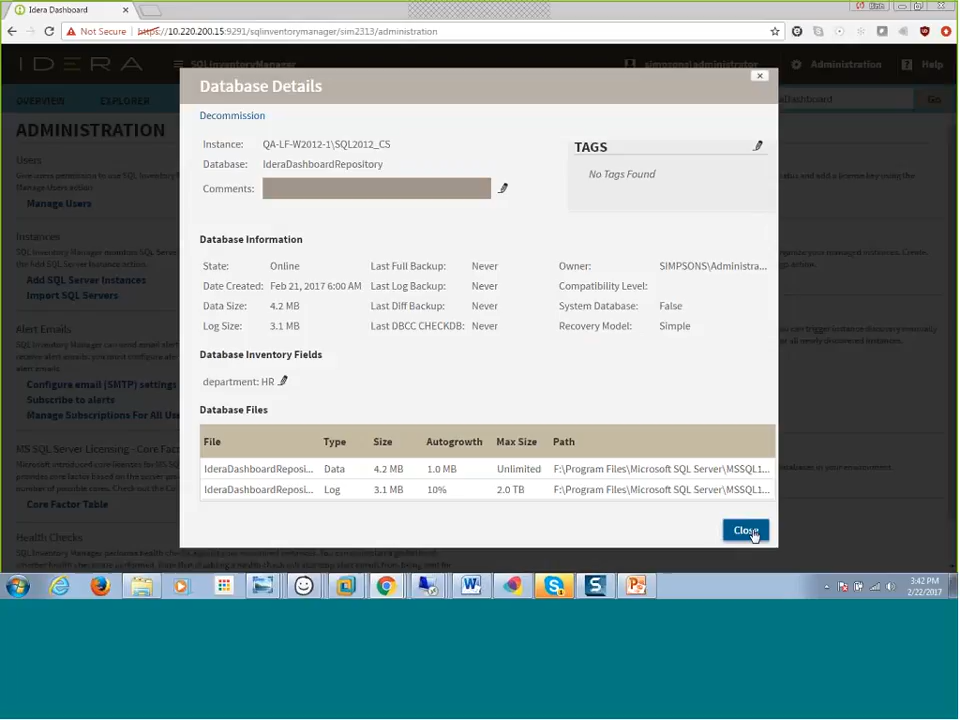 Idera Dashboard
Not Secure https://10.220.200.15:9291/sqlinventorymanager/sim2313/administration
IDERA
SQLInventoryManager simpsons\administrator Administration Help
OVERVIEW EXPLORER Go
ADMINISTRATION
Users
Manage Users
Instances
Add SQL Server Instances
Import SQL Servers
Alert Emails
Configure email (SMTP) settings
Subscribe to alerts
Manage Subscriptions For All
MS SQL Server Licensing - Core
Core Factor Table
Health Checks
Database Details
Decommission
Instance: QA-LF-W2012-1\SQL2012_CS
Database: IderaDashboardRepository
Comments:
TAGS
No Tags Found
Database Information
State: Online Last Full Backup: Never Owner: SIMPSONS\Administra...
Date Created: Feb 21, 2017 6:00 AM Last Log Backup: Never Compatibility Level:
Data Size: 4.2 MB Last Diff Backup: Never System Database: False
Log Size: 3.1 MB Last DBCC CHECKDB: Never Recovery Model: Simple
Database Inventory Fields
department: HR
Database Files
File Type Size Autogrowth Max Size Path
IderaDashboardReposi... Data 4.2 MB 1.0 MB Unlimited F:\Program Files\Microsoft SQL Server\MSSQL1...
IderaDashboardReposi... Log 3.1 MB 10% 2.0 TB F:\Program Files\Microsoft SQL Server\MSSQL1...
Close
3:42 PM
2/22/2017